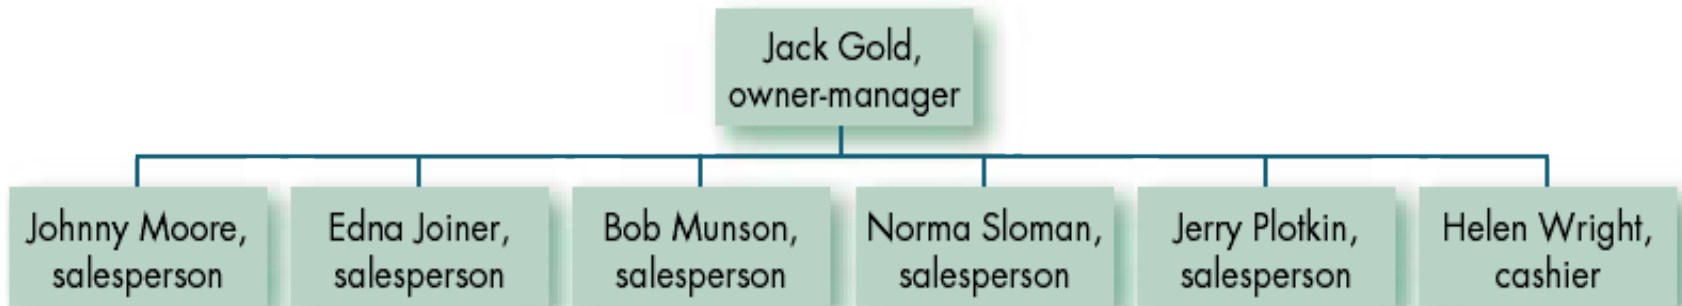 Jack Gold,
owner-manager
Johnny Moore,
salesperson
Edna Joiner,
salesperson
Bob Munson,
salesperson
Norma Sloman,
salesperson
Jerry Plotkin,
salesperson
Helen Wright,
cashier